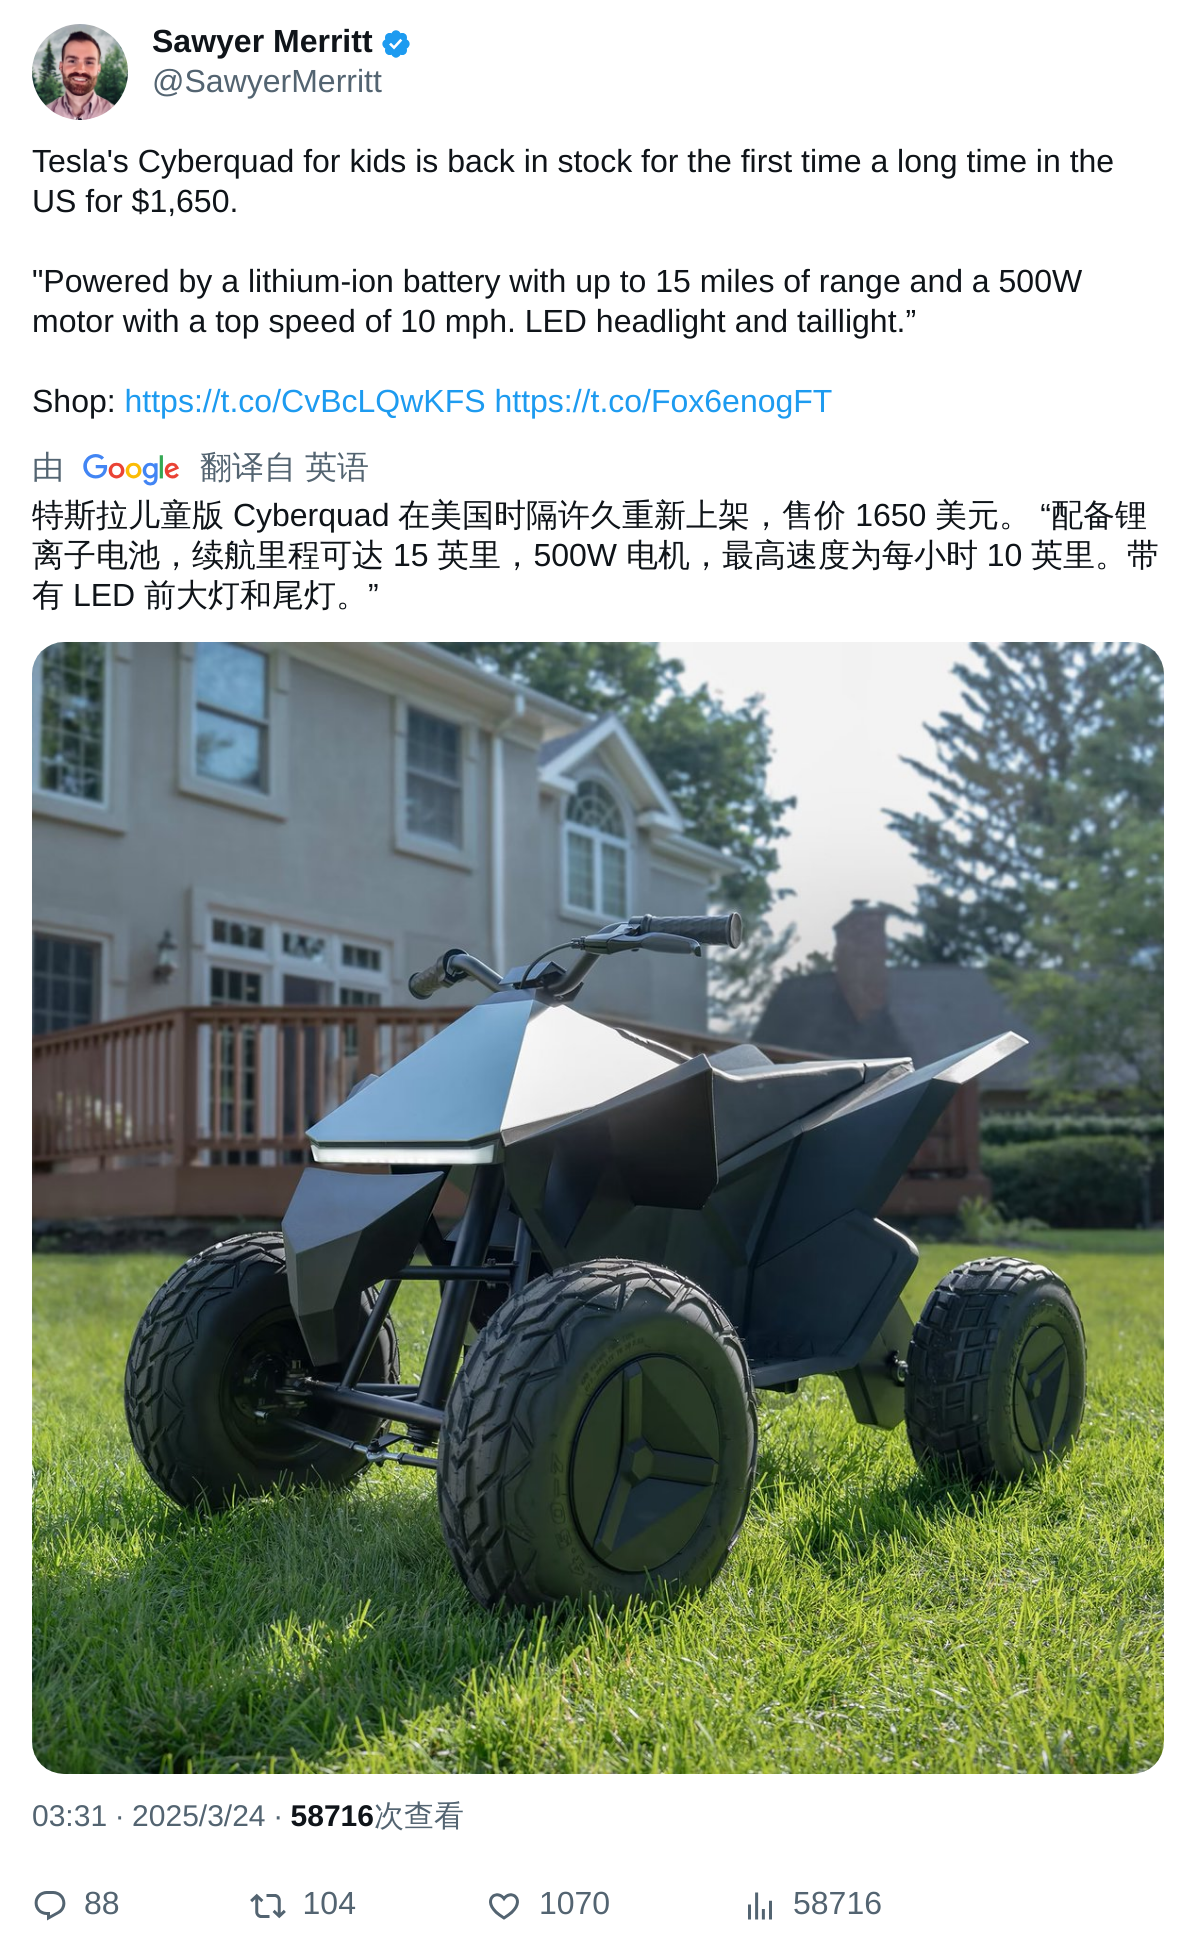 Sawyer Merritt
@SawyerMerritt
Tesla's Cyberquad for kids is back in stock for the first time a long time in the
US for $1,650.
"Powered by a lithium-ion battery with up to 15 miles of range and a 500W
motor with a top speed of 10 mph. LED headlight and taillight.”
Shop: https://t.co/CvBcLQwKFS https://t.co/Fox6enogFT
由 Google 翻译自 英语
特斯拉儿童版 Cyberquad 在美国时隔许久重新上架，售价 1650 美元。 “配备锂
离子电池，续航里程可达 15 英里，500W 电机，最高速度为每小时 10 英里。带
有 LED 前大灯和尾灯。”
03:31 · 2025/3/24 · 58716次查看
88 104 1070 58716